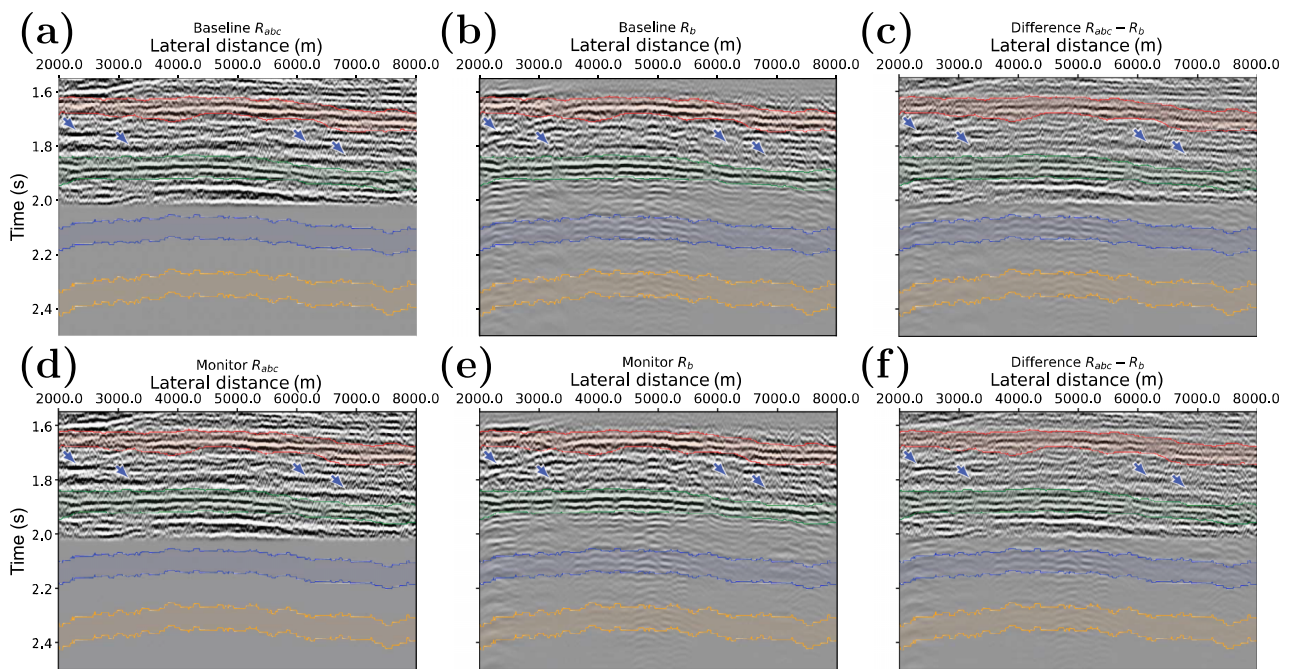 (a)
Baseline R_abc
Lateral distance (m)
2000.0 3000.0 4000.0 5000.0 6000.0 7000.0 8000.0
Time (s)
1.6
1.8
2.0
2.2
2.4
(b)
Baseline R_b
Lateral distance (m)
2000.0 3000.0 4000.0 5000.0 6000.0 7000.0 8000.0
(c)
Difference R_abc − R_b
Lateral distance (m)
2000.0 3000.0 4000.0 5000.0 6000.0 7000.0 8000.0
(d)
Monitor R_abc
Lateral distance (m)
2000.0 3000.0 4000.0 5000.0 6000.0 7000.0 8000.0
Time (s)
1.6
1.8
2.0
2.2
2.4
(e)
Monitor R_b
Lateral distance (m)
2000.0 3000.0 4000.0 5000.0 6000.0 7000.0 8000.0
(f)
Difference R_abc − R_b
Lateral distance (m)
2000.0 3000.0 4000.0 5000.0 6000.0 7000.0 8000.0